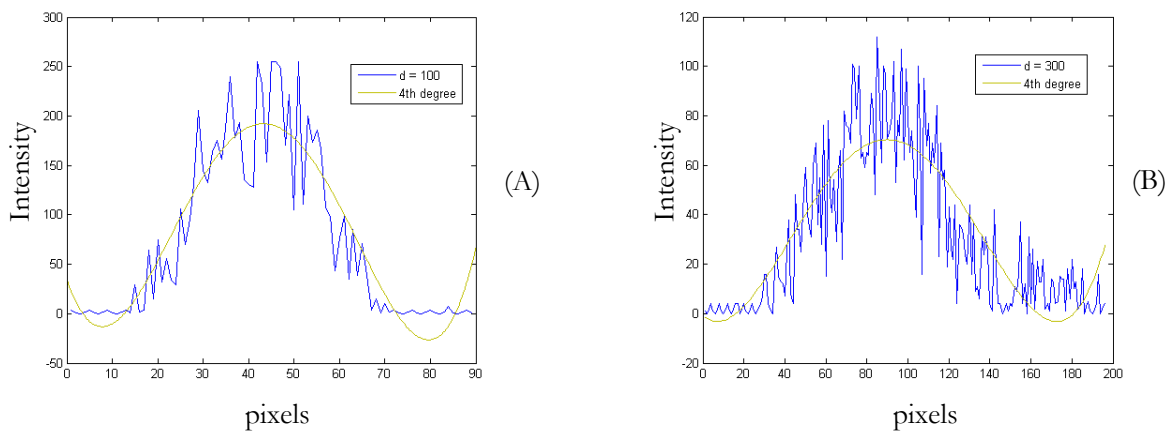 300
250
200
150
100
50
0
-50
0 10 20 30 40 50 60 70 80 90
Intensity
pixels
d = 100
4th degree
(A)
120
100
80
60
40
20
0
-20
0 20 40 60 80 100 120 140 160 180 200
Intensity
pixels
d = 300
4th degree
(B)